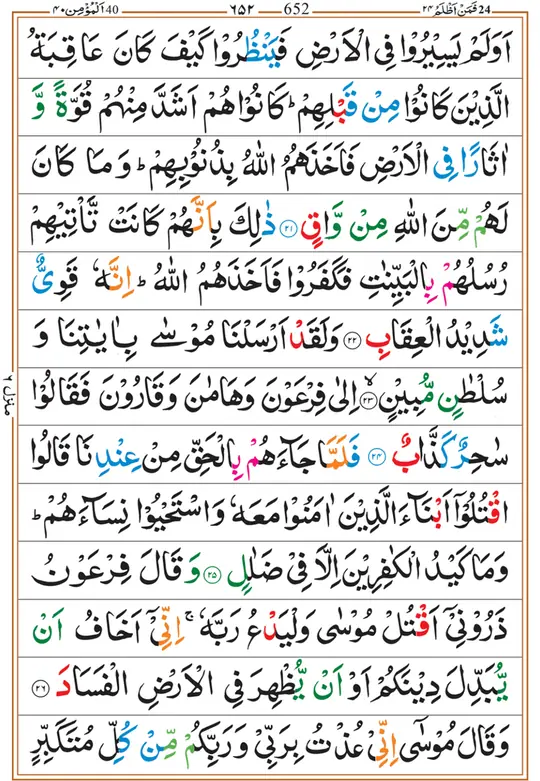 24 فَمَنْ اَظْلَمُ ٢٤ 652 ٦٥٢ اَلْمُؤْمِن ٤٠ 40
اَوَلَمْ يَسِيْرُوْا فِى الْاَرْضِ فَيَنْظُرُوْا كَيْفَ كَانَ عَاقِبَةُ
الَّذِيْنَ كَانُوْا مِنْ قَبْلِهِمْ ؕ كَانُوْا هُمْ اَشَدَّ مِنْهُمْ قُوَّةً وَّ
اٰثَارًا فِى الْاَرْضِ فَاَخَذَهُمُ اللّٰهُ بِذُنُوْبِهِمْ ؕ وَمَا كَانَ
لَهُمْ مِّنَ اللّٰهِ مِنْ وَّاقٍ ٢١ ذٰلِكَ بِاَنَّهُمْ كَانَتْ تَّاْتِيْهِمْ
رُسُلُهُمْ بِالْبَيِّنٰتِ فَكَفَرُوْا فَاَخَذَهُمُ اللّٰهُ ؕ اِنَّهٗ قَوِىٌّ
شَدِيْدُ الْعِقَابِ ٢٢ وَلَقَدْ اَرْسَلْنَا مُوْسٰى بِاٰيٰتِنَا وَ
سُلْطٰنٍ مُّبِيْنٍ ۙ ٢٣ اِلٰى فِرْعَوْنَ وَهَامٰنَ وَقَارُوْنَ فَقَالُوْا
سٰحِرٌ كَذَّابٌ ٢٤ فَلَمَّا جَآءَهُمْ بِالْحَقِّ مِنْ عِنْدِنَا قَالُوا
اقْتُلُوْۤا اَبْنَآءَ الَّذِيْنَ اٰمَنُوْا مَعَهٗ وَاسْتَحْيُوْا نِسَآءَهُمْ ؕ
وَمَا كَيْدُ الْكٰفِرِيْنَ اِلَّا فِىْ ضَلٰلٍ ٢٥ وَقَالَ فِرْعَوْنُ
ذَرُوْنِىْۤ اَقْتُلْ مُوْسٰى وَلْيَدْعُ رَبَّهٗ ۚ اِنِّىْۤ اَخَافُ اَنْ
يُّبَدِّلَ دِيْنَكُمْ اَوْ اَنْ يُّظْهِرَ فِى الْاَرْضِ الْفَسَادَ ٢٦
وَقَالَ مُوْسٰٓى اِنِّىْ عُذْتُ بِرَبِّىْ وَرَبِّكُمْ مِّنْ كُلِّ مُتَكَبِّرٍ
منزل ٦